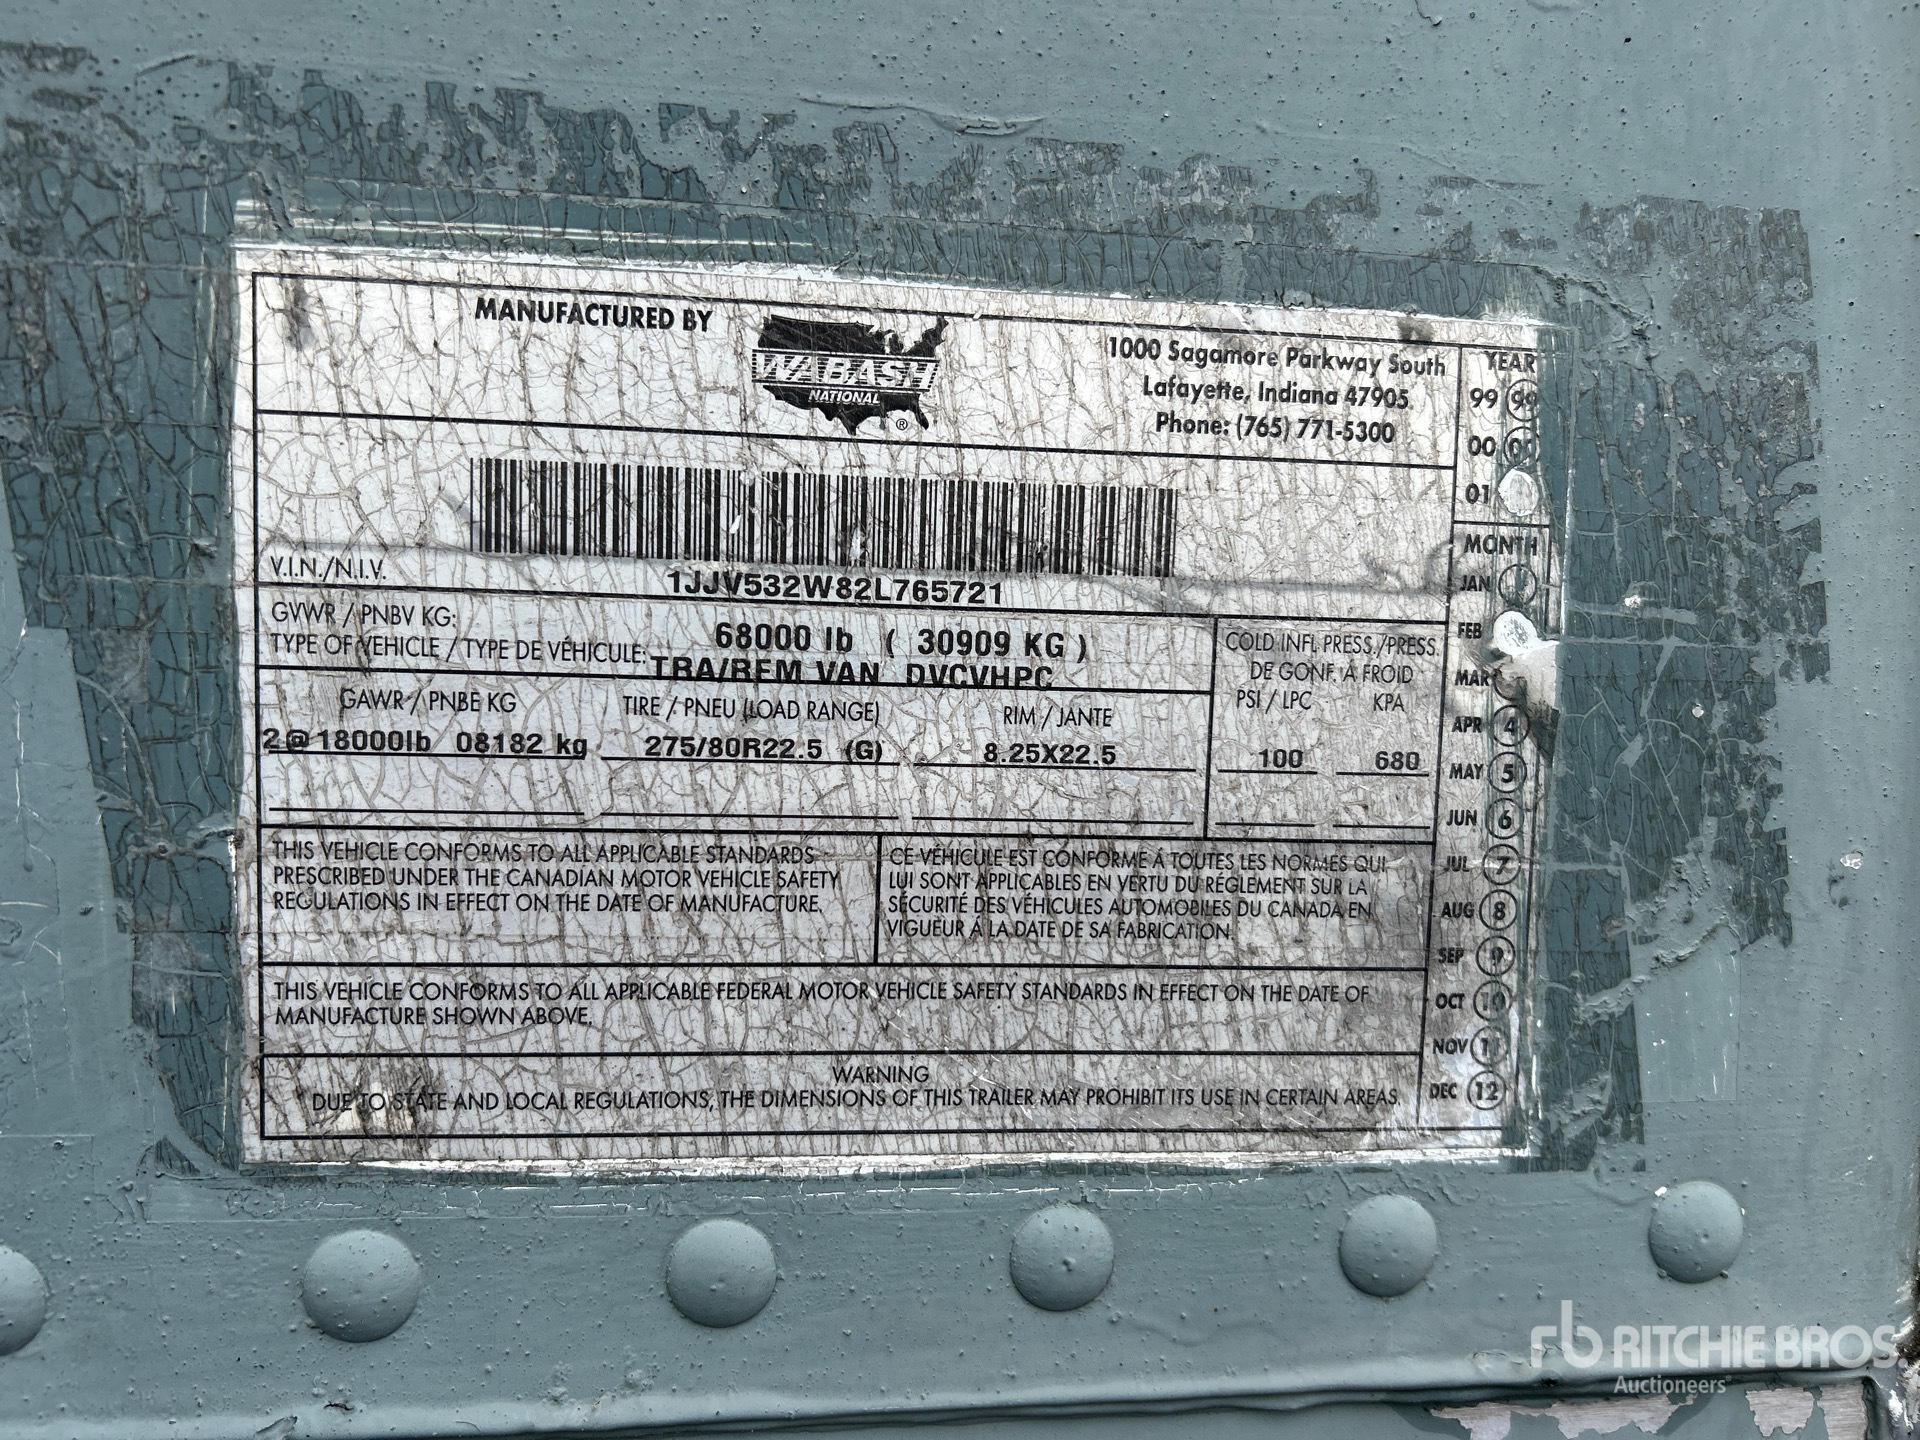 MANUFACTURED BY
WABASH
NATIONAL
®
1000 Sagamore Parkway South
Lafayette, Indiana 47905
Phone: (765) 771-5300
YEAR
99 99
00
01
MONTH
JAN
FEB
MAR
APR 4
MAY 5
JUN 6
JUL 7
AUG 8
SEP 9
OCT 10
NOV 11
DEC 12
V.I.N./N.I.V.
1JJV532W82L765721
GVWR / PNBV KG:
68000 lb ( 30909 KG )
TYPE OF VEHICLE / TYPE DE VÉHICULE:
TRA/REM VAN DVCVHPC
COLD INFL PRESS./PRESS.
DE GONF. À FROID
PSI / LPC KPA
100 680
GAWR / PNBE KG TIRE / PNEU (LOAD RANGE) RIM / JANTE
2@18000lb 08182 kg 275/80R22.5 (G) 8.25X22.5
THIS VEHICLE CONFORMS TO ALL APPLICABLE STANDARDS
PRESCRIBED UNDER THE CANADIAN MOTOR VEHICLE SAFETY
REGULATIONS IN EFFECT ON THE DATE OF MANUFACTURE.
CE VÉHICULE EST CONFORME À TOUTES LES NORMES QUI
LUI SONT APPLICABLES EN VERTU DU RÈGLEMENT SUR LA
SÉCURITÉ DES VÉHICULES AUTOMOBILES DU CANADA EN
VIGUEUR À LA DATE DE SA FABRICATION.
THIS VEHICLE CONFORMS TO ALL APPLICABLE FEDERAL MOTOR VEHICLE SAFETY STANDARDS IN EFFECT ON THE DATE OF
MANUFACTURE SHOWN ABOVE.
WARNING
DUE TO STATE AND LOCAL REGULATIONS, THE DIMENSIONS OF THIS TRAILER MAY PROHIBIT ITS USE IN CERTAIN AREAS.
rb RITCHIE BROS.
Auctioneers